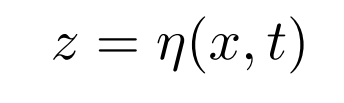 z = η(x, t)